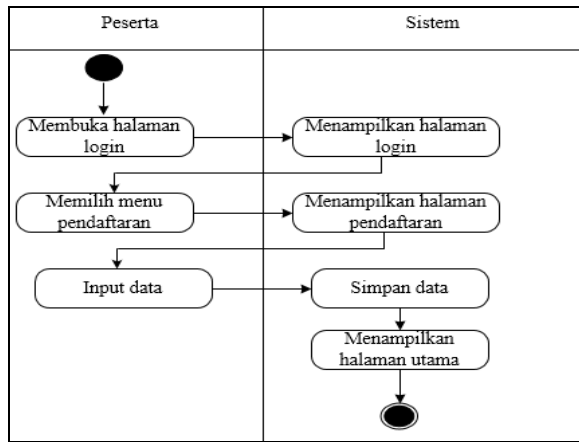 Peserta
Sistem
Membuka halaman
login
Menampilkan halaman
login
Memilih menu
pendaftaran
Menampilkan halaman
pendaftaran
Input data
Simpan data
Menampilkan
halaman utama